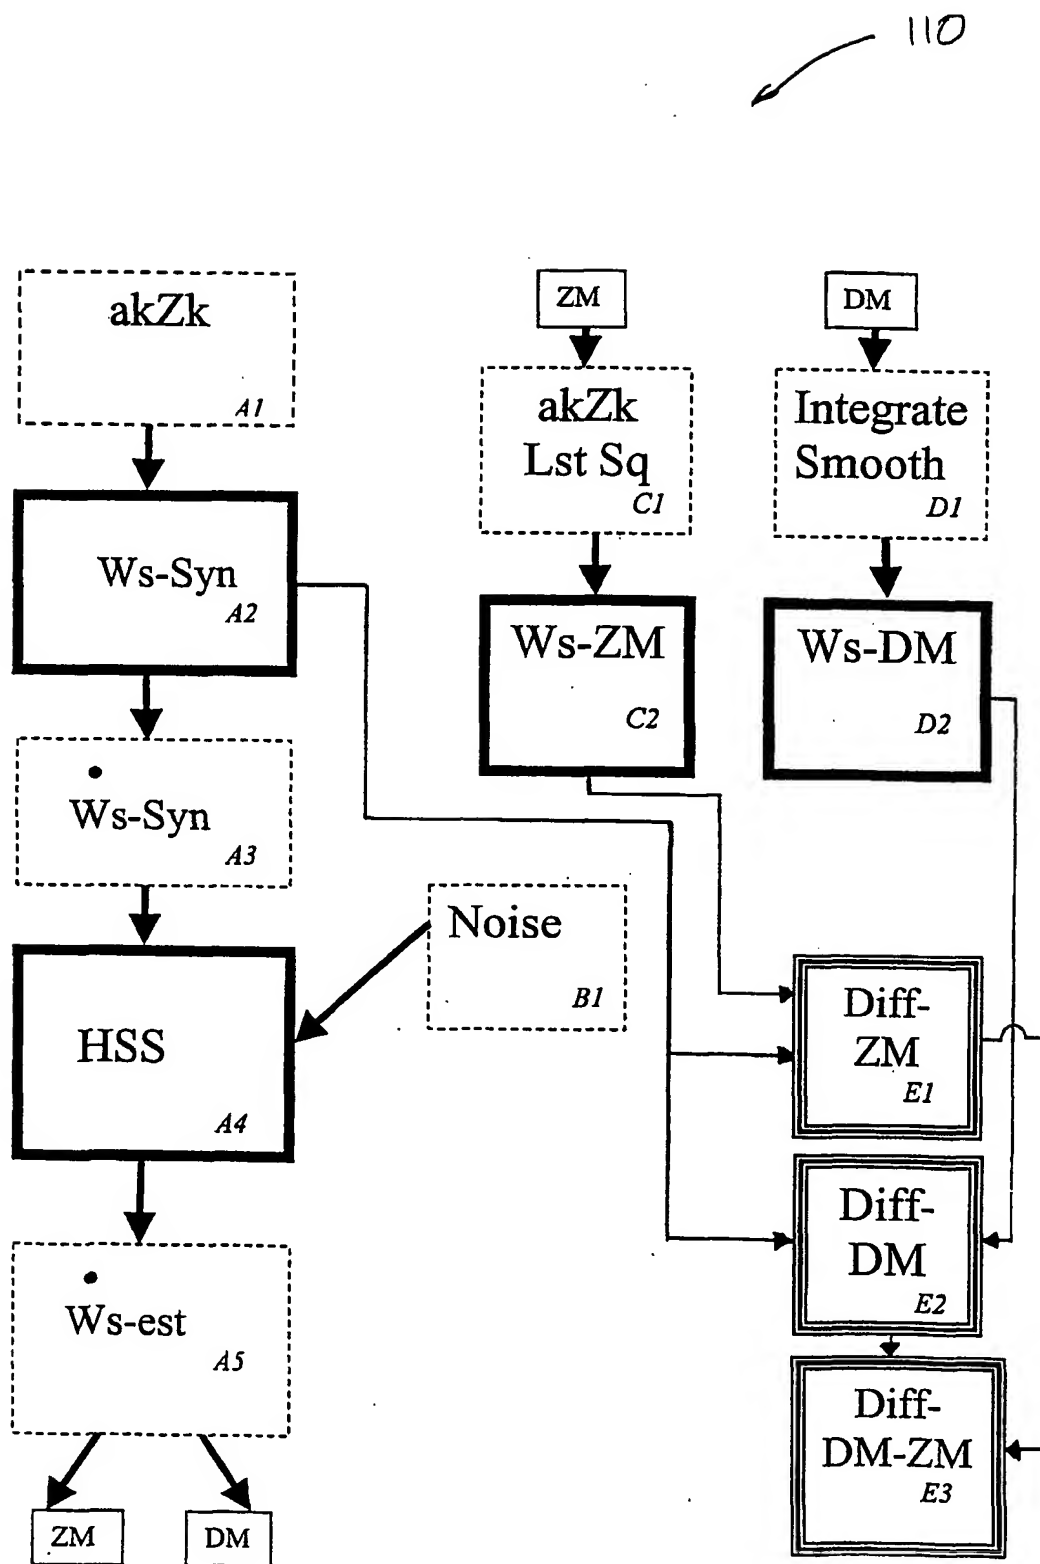 110
akZk
A1
Ws-Syn
A2
Ws-Syn
A3
HSS
A4
Ws-est
A5
ZM
DM
Noise
B1
ZM
akZk
Lst Sq
C1
Ws-ZM
C2
DM
Integrate
Smooth
D1
Ws-DM
D2
Diff-
ZM
E1
Diff-
DM
E2
Diff-
DM-ZM
E3